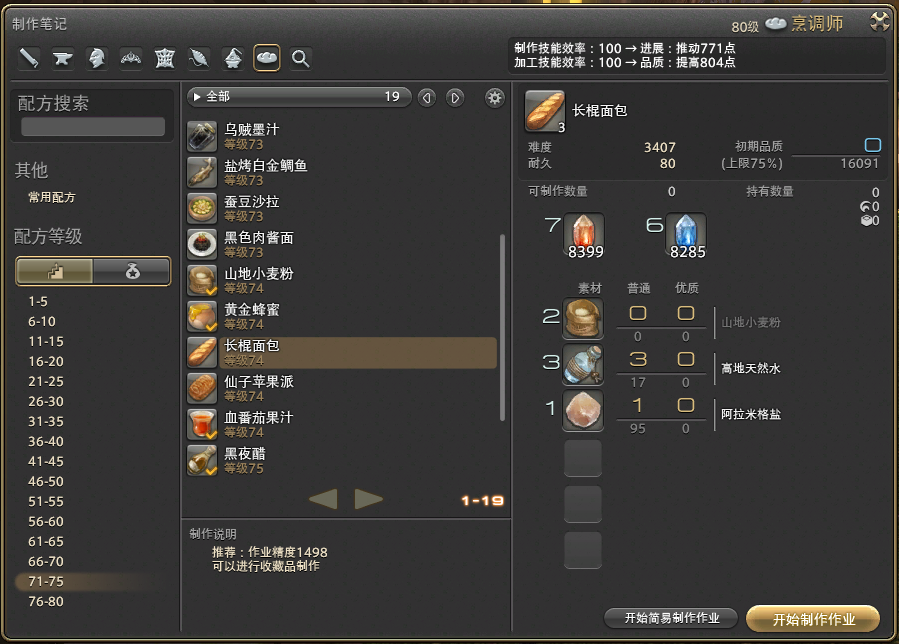 制作笔记
80级 烹调师
制作技能效率：100 → 进展：推动771点
加工技能效率：100 → 品质：提高804点
配方搜索
其他
常用配方
配方等级
1-5
6-10
11-15
16-20
21-25
26-30
31-35
36-40
41-45
46-50
51-55
56-60
61-65
66-70
71-75
76-80
全部 19
乌贼墨汁
等级73
盐烤白金鲷鱼
等级73
蚕豆沙拉
等级73
黑色肉酱面
等级73
山地小麦粉
等级74
黄金蜂蜜
等级74
长棍面包
等级74
仙子苹果派
等级74
血番茄果汁
等级74
黑夜醋
等级75
1-19
制作说明
推荐：作业精度1498
可以进行收藏品制作
3
长棍面包
难度 3407 初期品质
耐久 80 (上限75%) 16091
可制作数量 0 持有数量 0
0
0
7 8399 6 8285
素材 普通 优质
2 0 0 山地小麦粉
0 0
3 3 0 高地天然水
17 0
1 1 0 阿拉米格盐
95 0
开始简易制作作业 开始制作作业